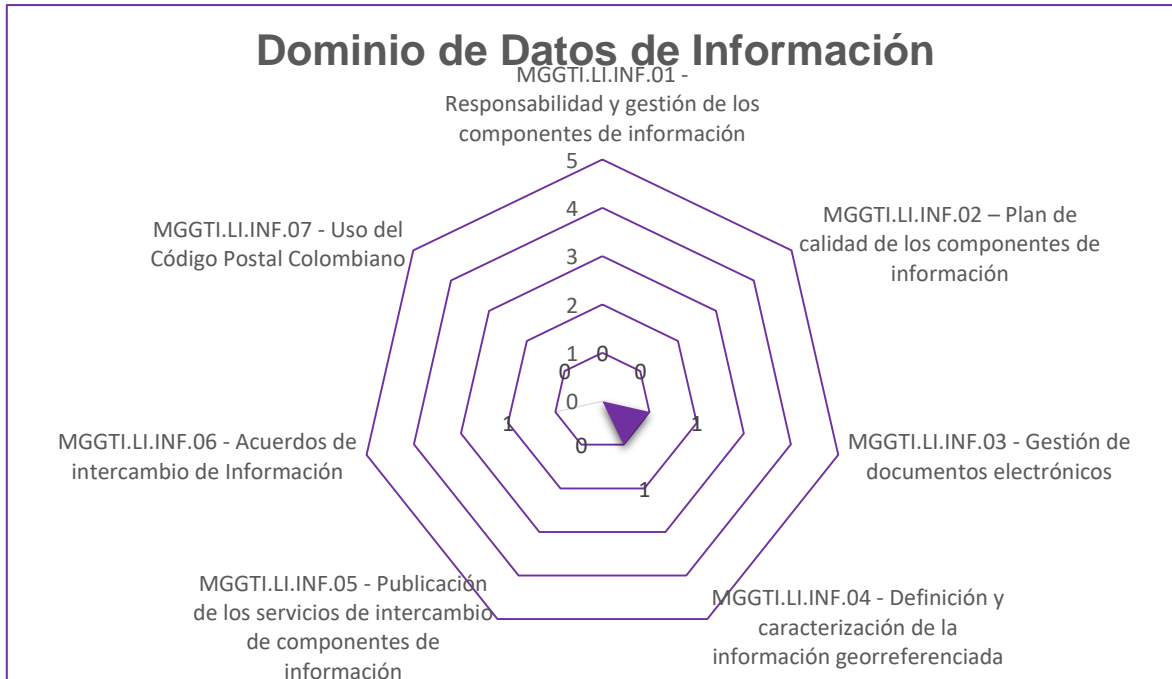 Dominio de Datos de Información
MGGTI.LI.INF.01 -
Responsabilidad y gestión de los
componentes de información
5
4
3
2
1
0
0
0
1
1
0
1
0
MGGTI.LI.INF.02 – Plan de
calidad de los componentes de
información
MGGTI.LI.INF.03 - Gestión de
documentos electrónicos
MGGTI.LI.INF.04 - Definición y
caracterización de la
información georreferenciada
MGGTI.LI.INF.05 - Publicación
de los servicios de intercambio
de componentes de
información
MGGTI.LI.INF.06 - Acuerdos de
intercambio de Información
MGGTI.LI.INF.07 - Uso del
Código Postal Colombiano